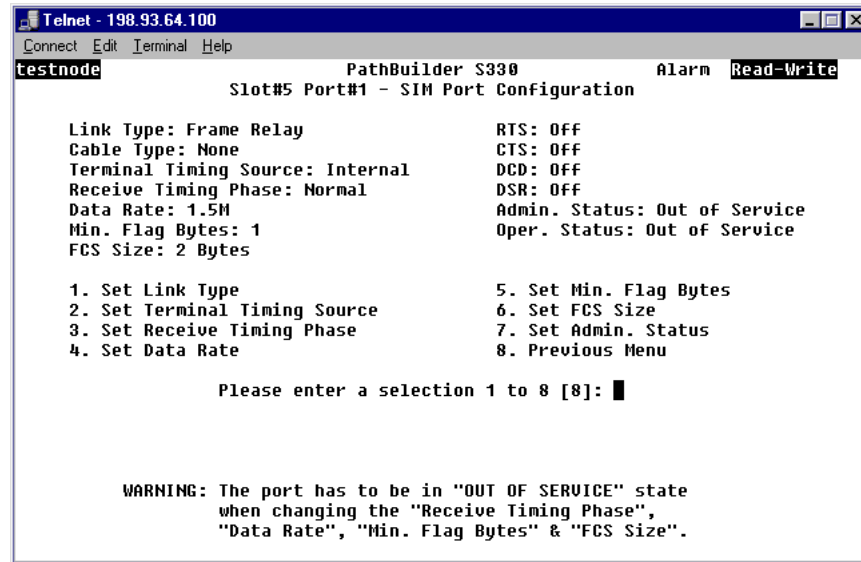 Telnet - 198.93.64.100
Connect Edit Terminal Help
testnode PathBuilder S330 Alarm Read-Write
Slot#5 Port#1 - SIM Port Configuration
Link Type: Frame Relay RTS: Off
Cable Type: None CTS: Off
Terminal Timing Source: Internal DCD: Off
Receive Timing Phase: Normal DSR: Off
Data Rate: 1.5M Admin. Status: Out of Service
Min. Flag Bytes: 1 Oper. Status: Out of Service
FCS Size: 2 Bytes
1. Set Link Type 5. Set Min. Flag Bytes
2. Set Terminal Timing Source 6. Set FCS Size
3. Set Receive Timing Phase 7. Set Admin. Status
4. Set Data Rate 8. Previous Menu
Please enter a selection 1 to 8 [8]:
WARNING: The port has to be in "OUT OF SERVICE" state
when changing the "Receive Timing Phase",
"Data Rate", "Min. Flag Bytes" & "FCS Size".